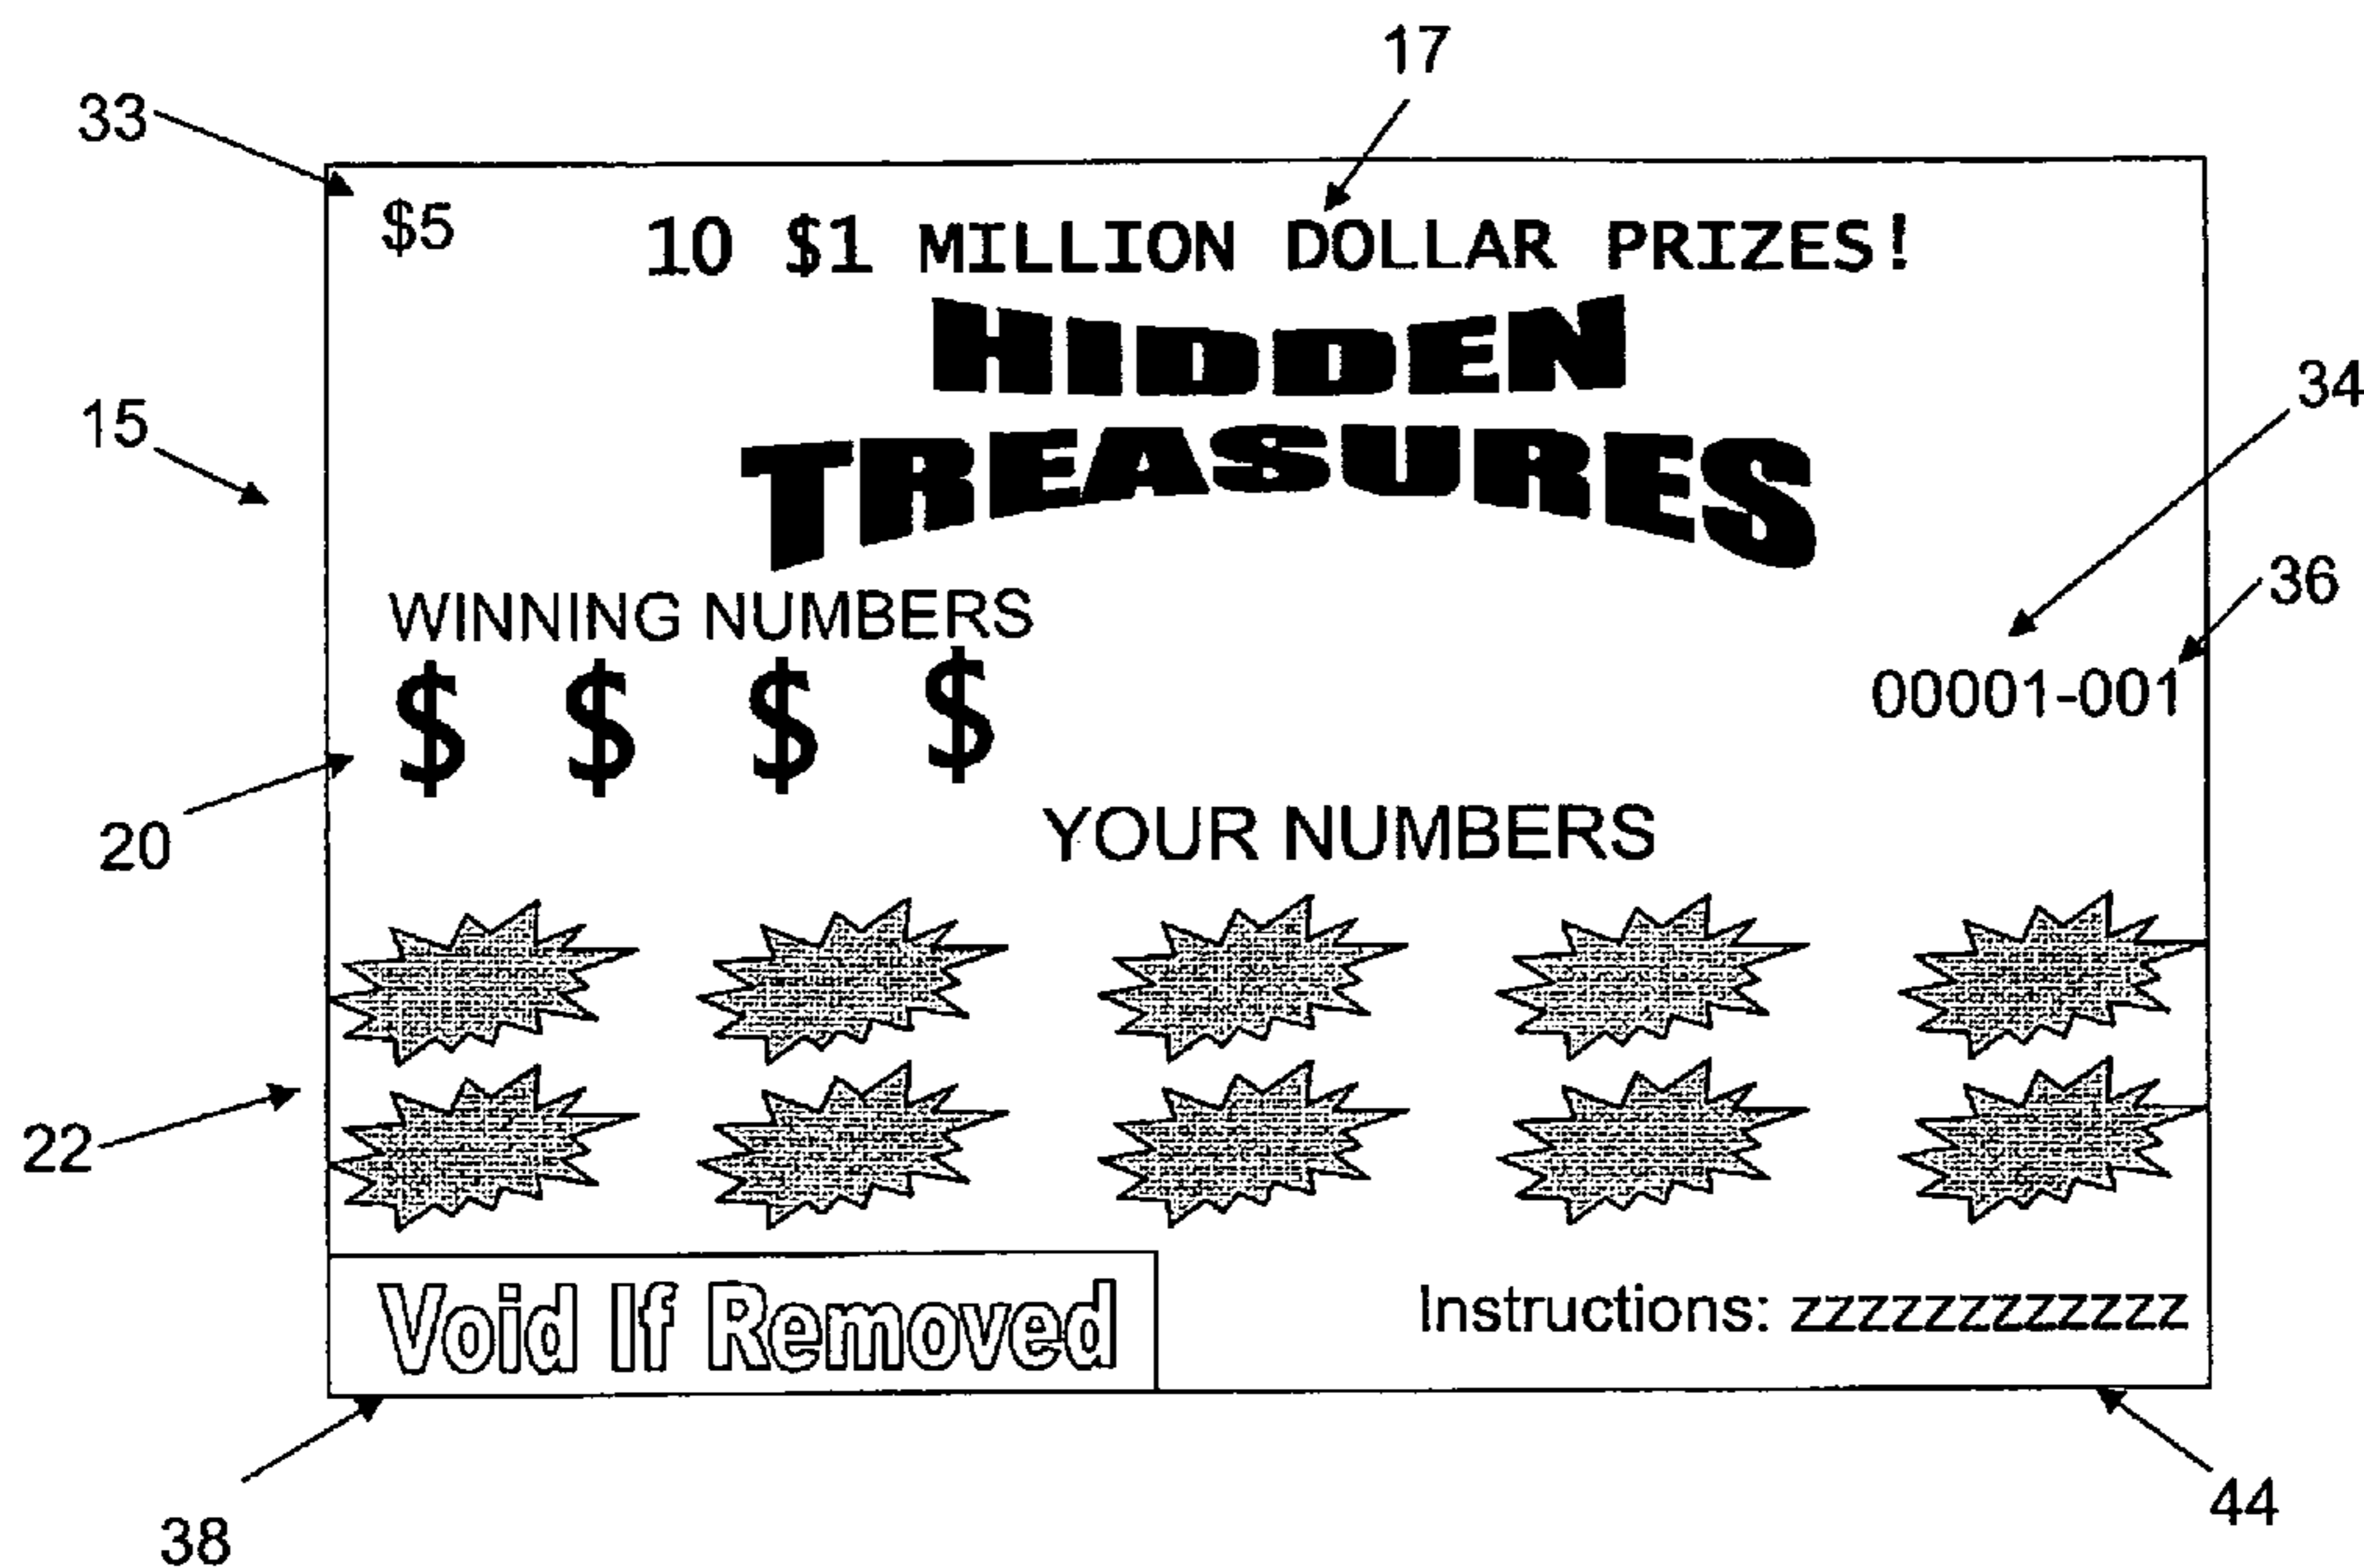 17
33
$5 10 $1 MILLION DOLLAR PRIZES!
HIDDEN
34
15
TREASURES
36
WINNING NUMBERS
$ $ $ $
00001-001
20
YOUR NUMBERS
22
Void If Removed
Instructions: zzzzzzzzzzzz
38
44